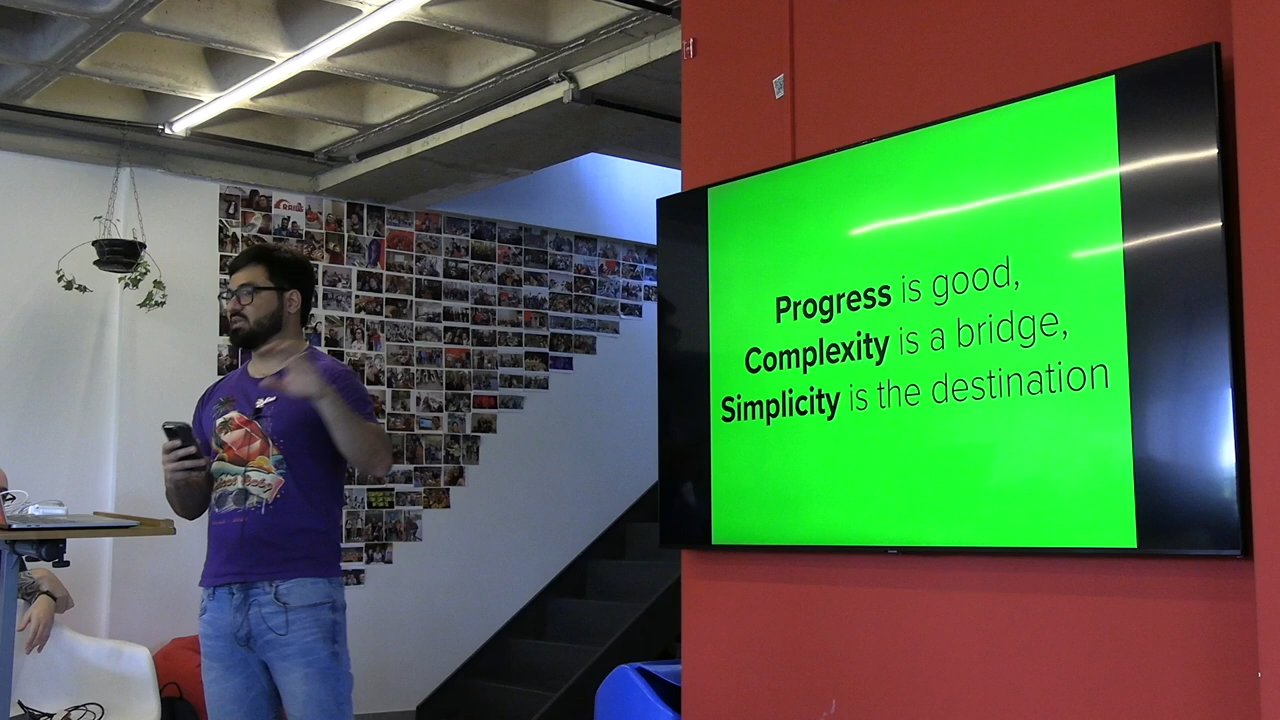 Progress is good,
Complexity is a bridge,
Simplicity is the destination